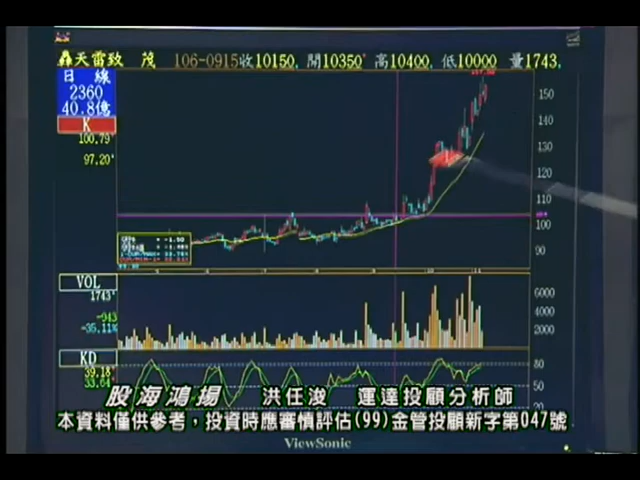 天雷致 茂 106-0915收10150, 開10350' 高10400, 低10000 量1743,
日 線
2360
40.8億
K
100.79
97.20'
150
140
130
120
110
100
90
VOL
1743'
-943
-35.11%
6000
4000
2000
KD
39.18
33.64
80
50
20
股海鴻揚 洪任浚 運達投顧分析師
本資料僅供參考，投資時應審慎評估(99)金管投顧新字第047號
ViewSonic